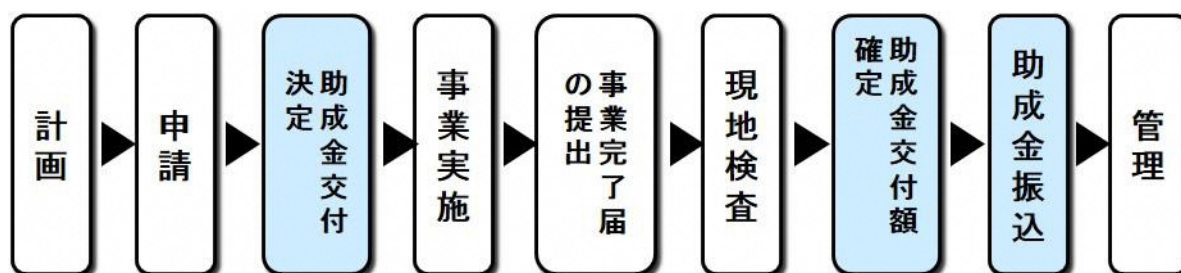 計画
申請
助成金交付
決定
事業実施
事業完了届
の提出
現地検査
助成金交付額
確定
助成金振込
管理